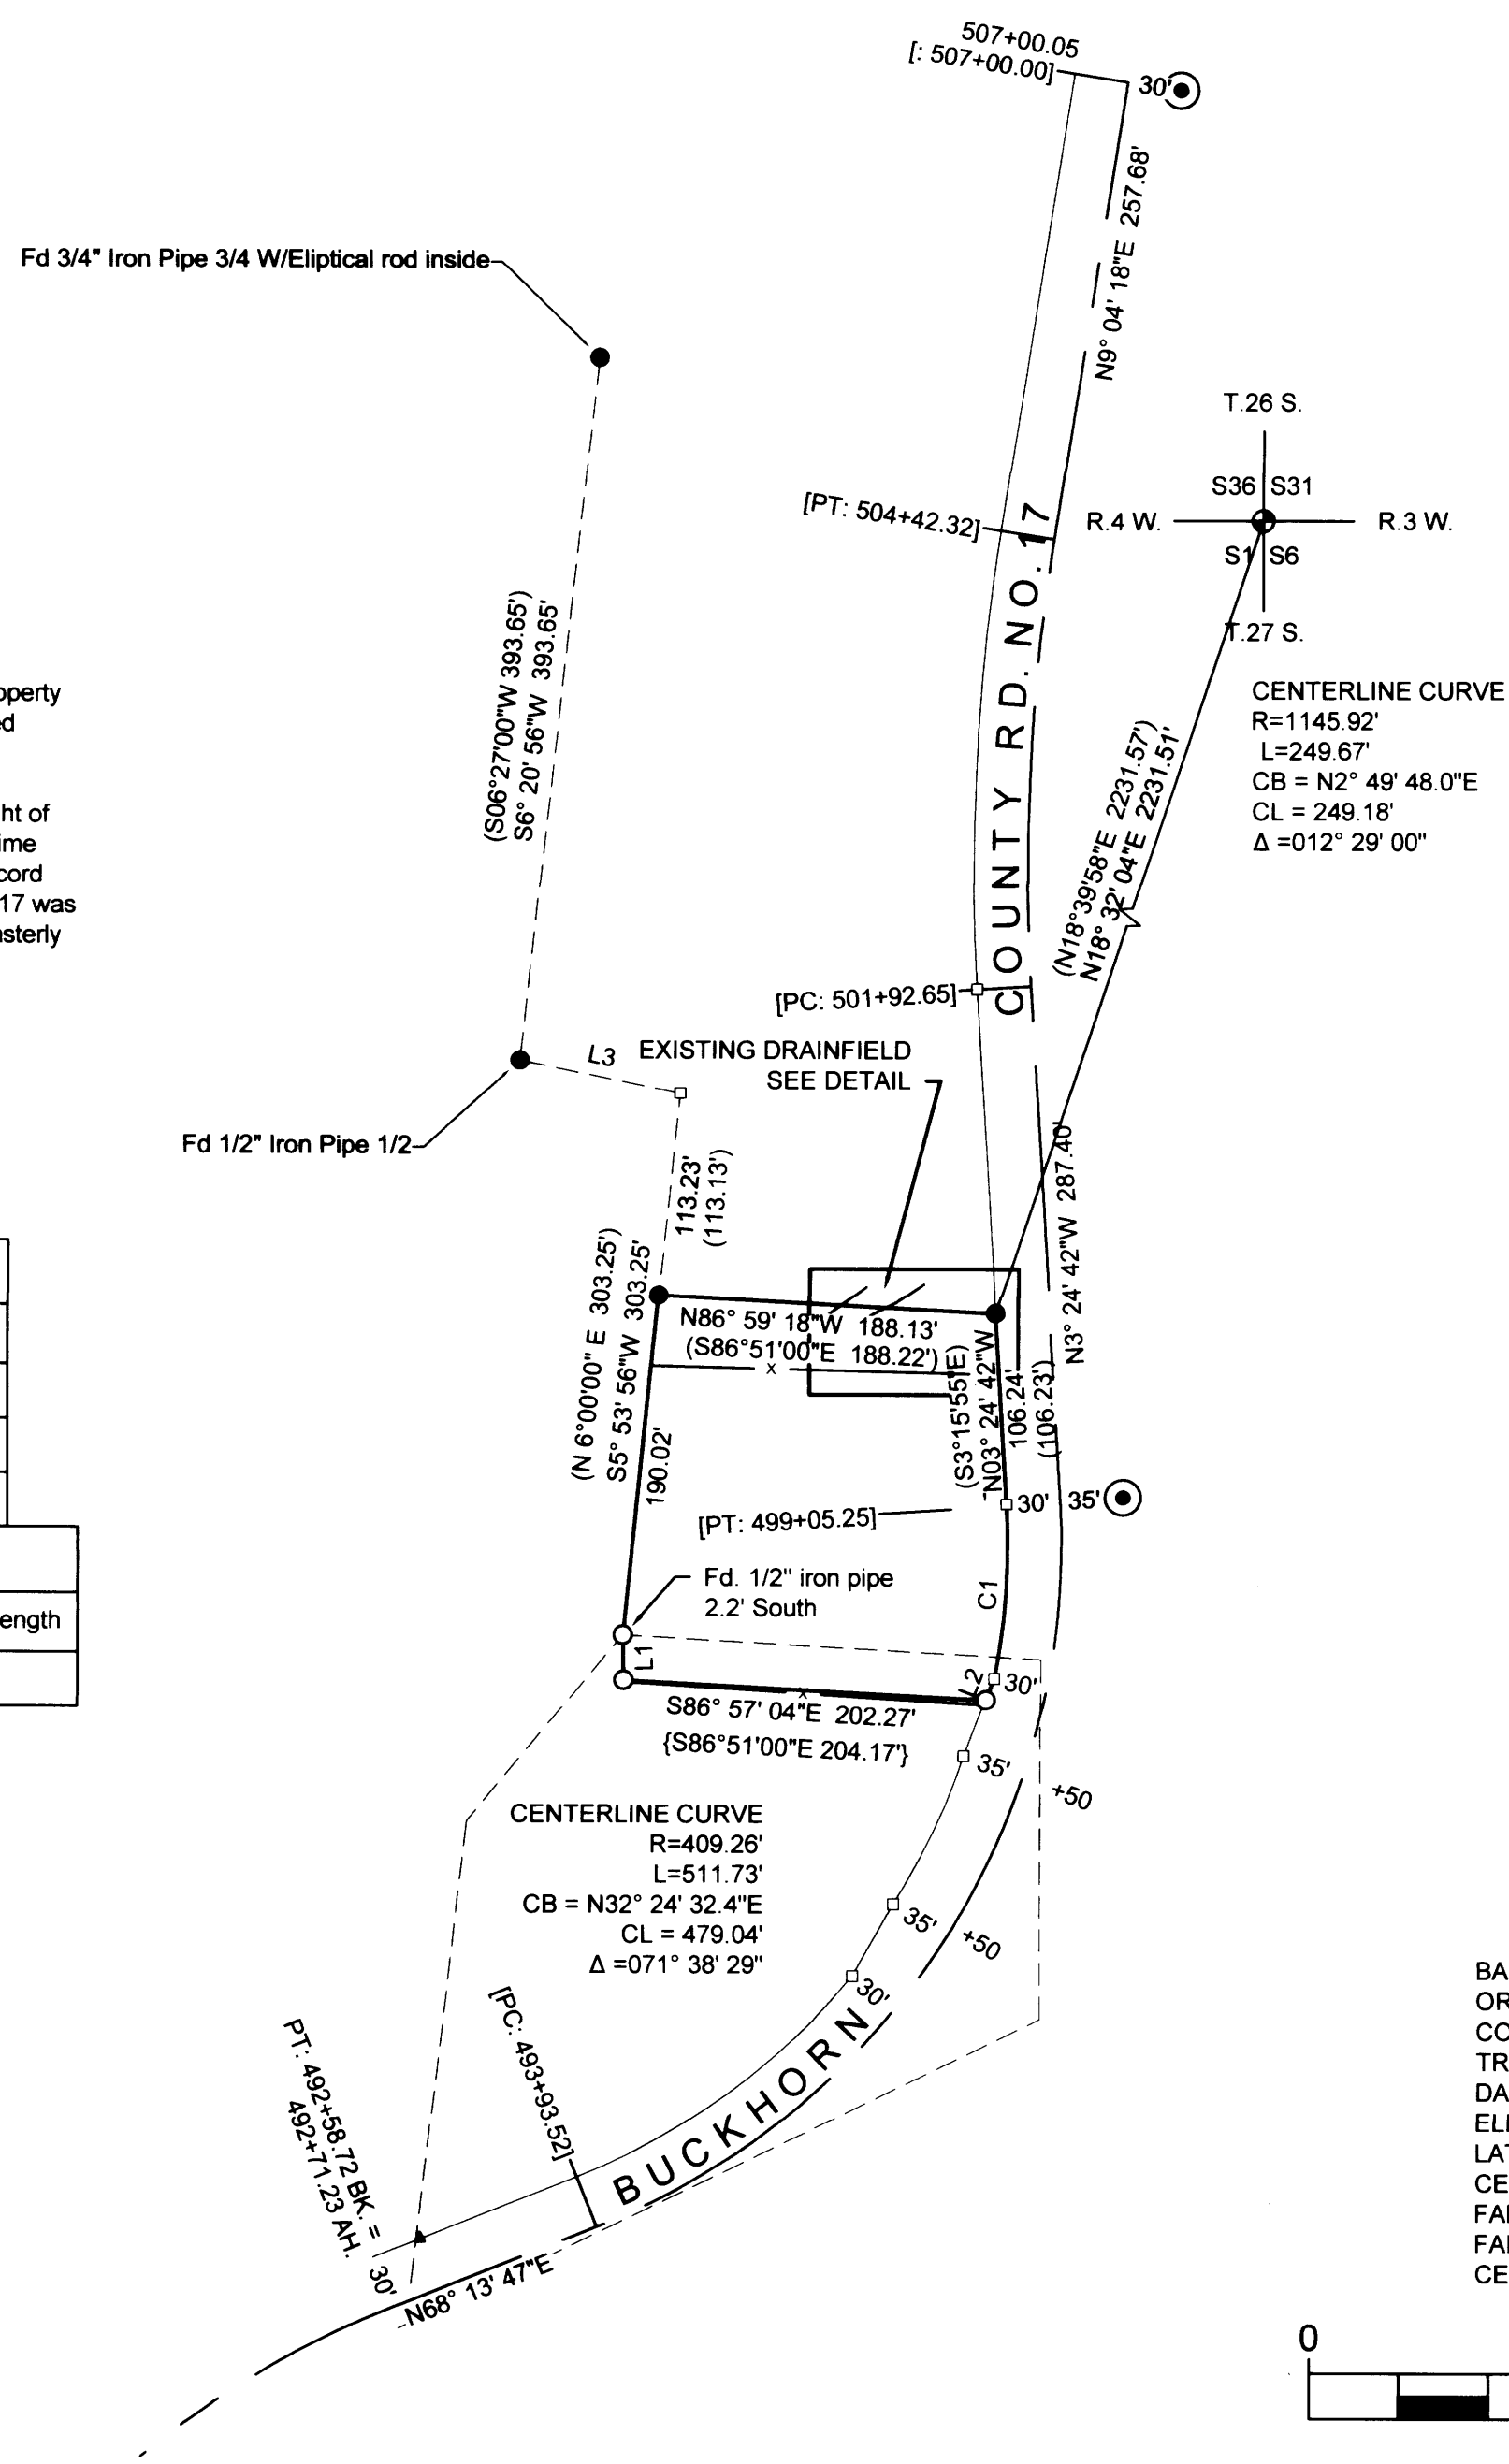 507+00.05
[: 507+00.00]
30'
N9° 04' 18"E 257.68'
Fd 3/4" Iron Pipe 3/4 W/Eliptical rod inside
T.26 S.
S36 S31
R.4 W. R.3 W.
S1 S6
T.27 S.
[PT: 504+42.32]
COUNTY RD. NO. 17
(S06°27'00"W 393.65')
S6° 20' 56"W 393.65'
CENTERLINE CURVE
R=1145.92'
L=249.67'
CB = N2° 49' 48.0"E
CL = 249.18'
Δ =012° 29' 00"
(N18°39'58"E 2231.57')
N18° 32' 04"E 2231.51'
17 was
[PC: 501+92.65]
L3
EXISTING DRAINFIELD
SEE DETAIL
Fd 1/2" Iron Pipe 1/2
113.23'
(113.13')
N3° 24' 42"W 287.40'
(N 6°00'00" E 303.25')
S5° 53' 56"W 303.25'
190.02'
N86° 59' 18"W 188.13'
(S86°51'00"E 188.22')
x
(S3°15'55"E)
N03° 24' 42"W
106.24'
(106.23')
30' 35'
[PT: 499+05.25]
Fd. 1/2" iron pipe
2.2' South
C1
L1
L2
30'
x
S86° 57' 04"E 202.27'
{S86°51'00"E 204.17'}
35'
+50
CENTERLINE CURVE
R=409.26'
L=511.73'
CB = N32° 24' 32.4"E
CL = 479.04'
Δ =071° 38' 29"
35'
+50
30'
BUCKHORN
[PC: 493+93.52]
PT: 492+58.72 BK. =
492+71.23 AH.
30'
N68° 13' 47"E
0